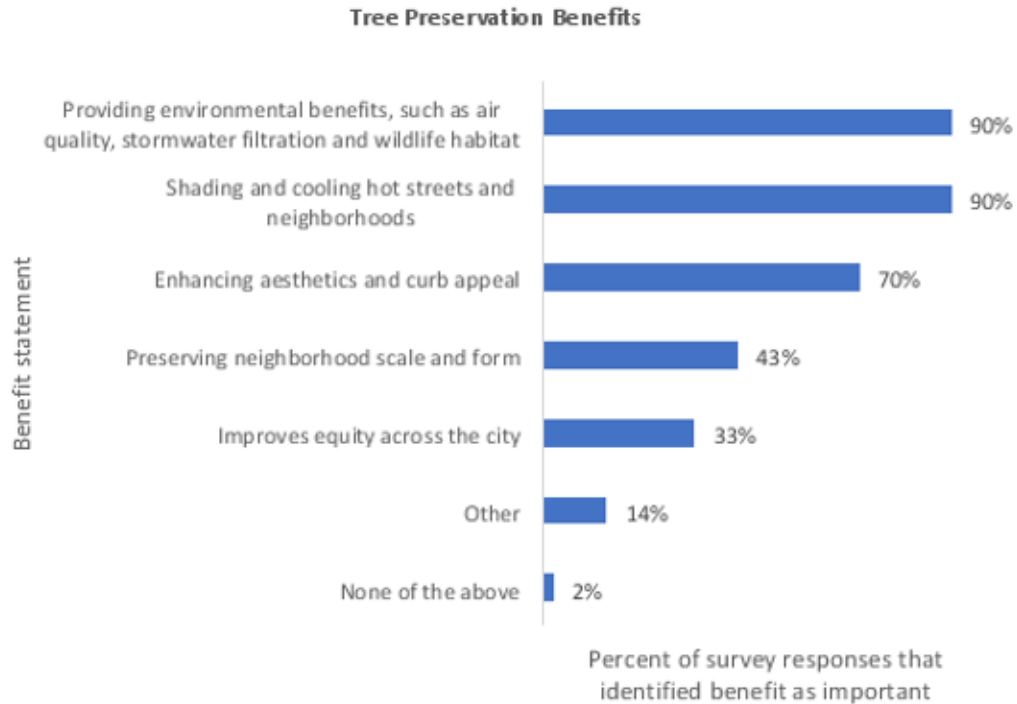 Tree Preservation Benefits
Providing environmental benefits, such as air
quality, stormwater filtration and wildlife habitat
90%
Shading and cooling hot streets and
neighborhoods
90%
Enhancing aesthetics and curb appeal
70%
Preserving neighborhood scale and form
43%
Improves equity across the city
33%
Other
14%
None of the above
2%
Benefit statement
Percent of survey responses that
identified benefit as important